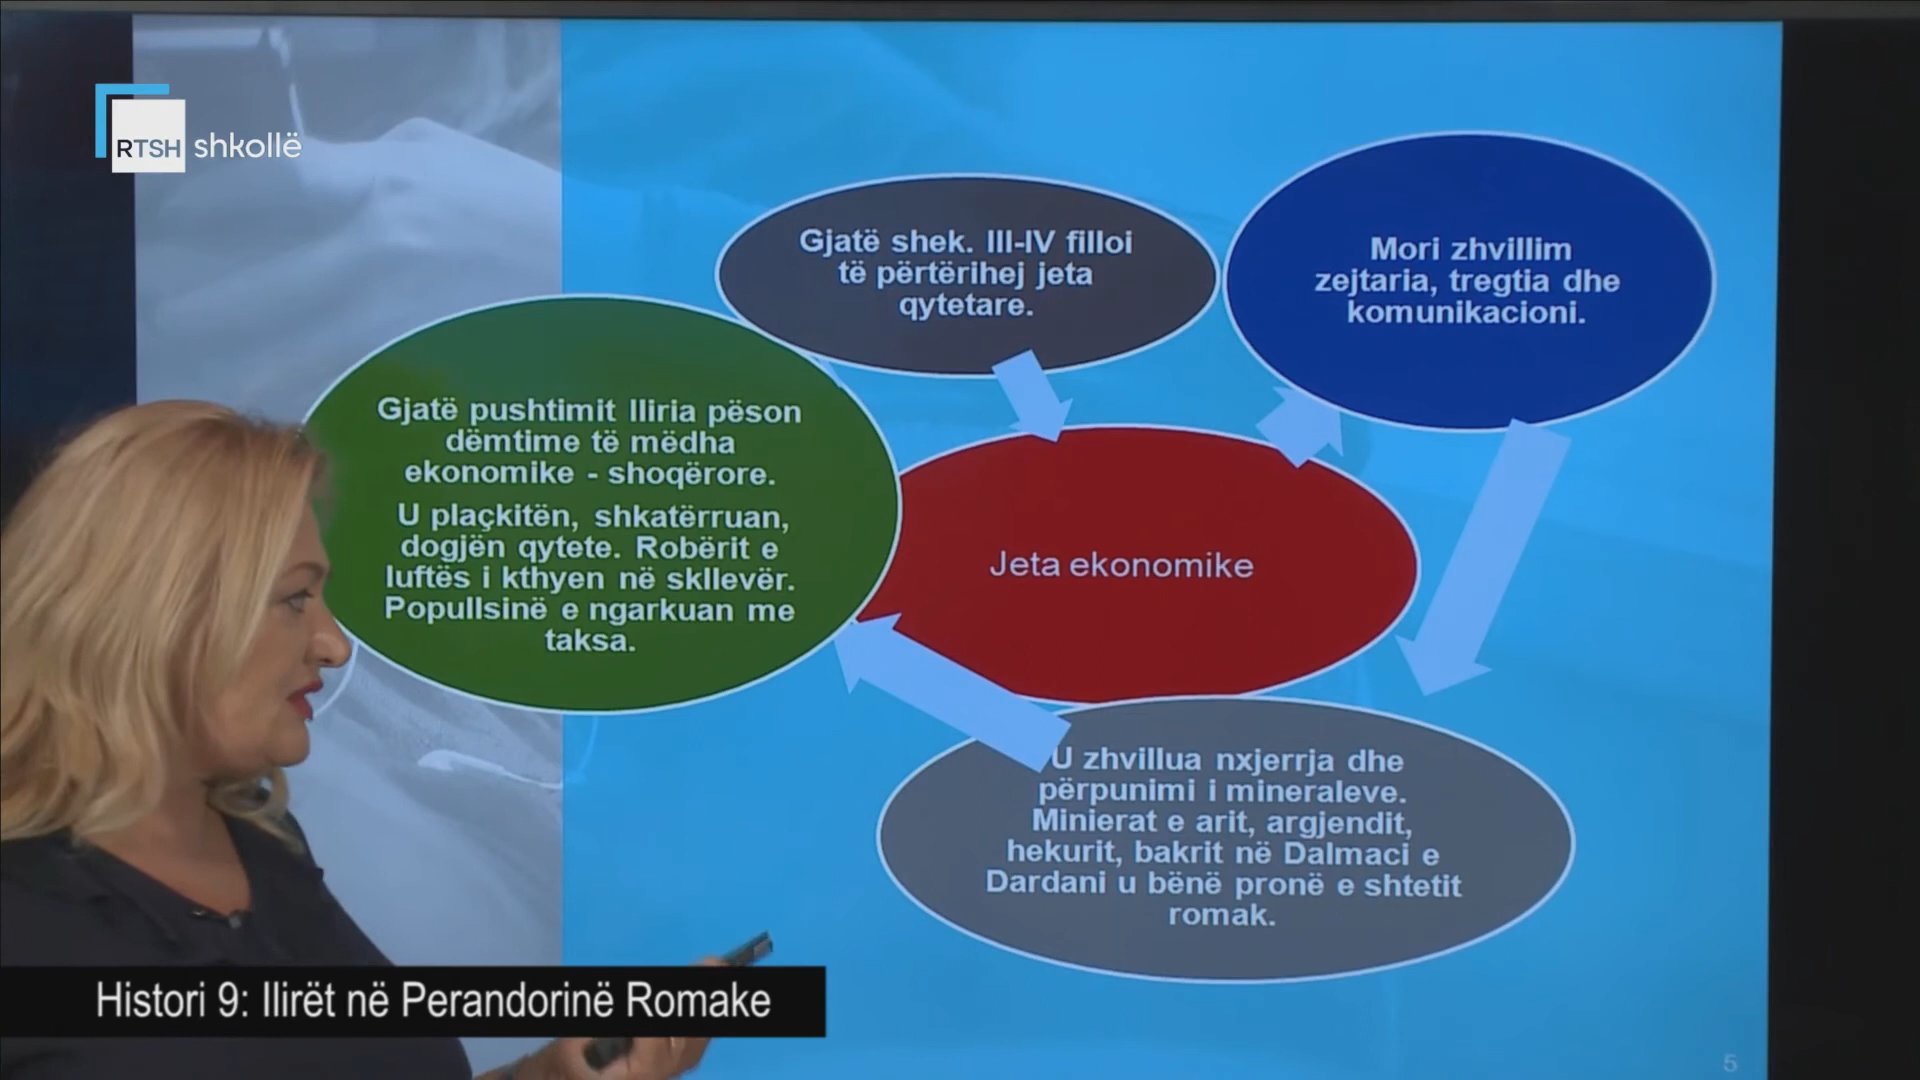 RTSH shkollë
Gjatë shek. III-IV filloi
të përtërihej jeta
qytetare.
Mori zhvillim
zejtaria, tregtia dhe
komunikacioni.
Gjatë pushtimit Iliria pëson
dëmtime të mëdha
ekonomike - shoqërore.
U plaçkitën, shkatërruan,
dogjën qytete. Robërit e
luftës i kthyen në skllevër.
Popullsinë e ngarkuan me
taksa.
Jeta ekonomike
U zhvillua nxjerrja dhe
përpunimi i mineraleve.
Minierat e arit, argjendit,
hekurit, bakrit në Dalmaci e
Dardani u bënë pronë e shtetit
romak.
Histori 9: Ilirët në Perandorinë Romake
5